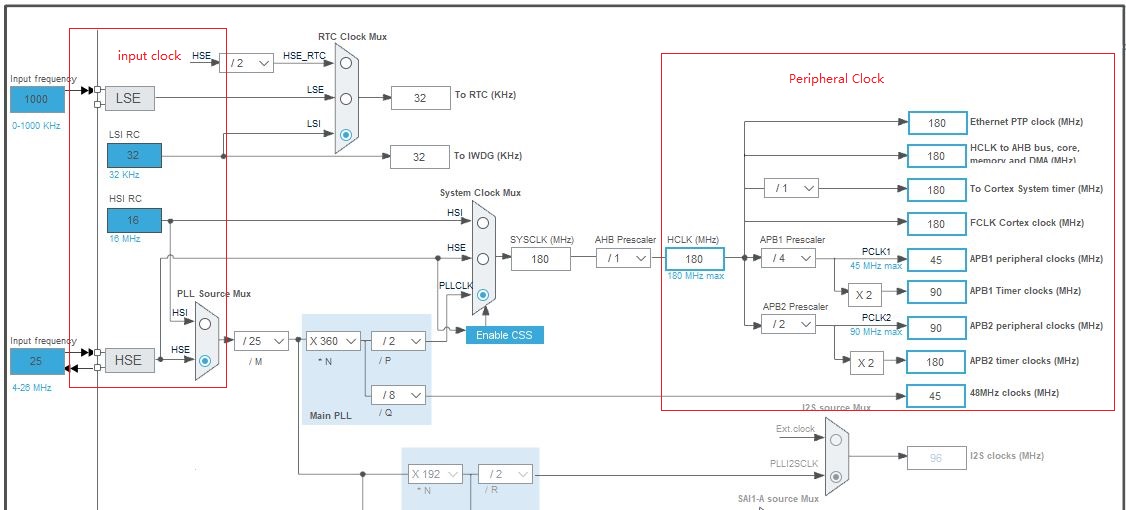 RTC Clock Mux
input clock
HSE
/ 2
HSE_RTC
Peripheral Clock
Input frequency
1000
0-1000 KHz
LSE
LSE
32
To RTC (KHz)
LSI
LSI RC
32
32 KHz
32
To IWDG (KHz)
180
Ethernet PTP clock (MHz)
180
HCLK to AHB bus, core,
memory and DMA (MHz)
/ 1
180
To Cortex System timer (MHz)
HSI RC
16
16 MHz
System Clock Mux
HSI
180
FCLK Cortex clock (MHz)
HSE
SYSCLK (MHz)
180
AHB Prescaler
/ 1
HCLK (MHz)
180
180 MHz max
APB1 Prescaler
/ 4
PCLK1
45 MHz max
45
APB1 peripheral clocks (MHz)
PLLCLK
X 2
90
APB1 Timer clocks (MHz)
PLL Source Mux
HSI
APB2 Prescaler
/ 2
PCLK2
90 MHz max
90
APB2 peripheral clocks (MHz)
Enable CSS
X 2
180
APB2 timer clocks (MHz)
Input frequency
25
4-26 MHz
HSE
HSE
/ 25
/ M
X 360
* N
/ 2
/ P
/ 8
/ Q
Main PLL
45
48MHz clocks (MHz)
I2S source Mux
Ext.clock
PLLI2SCLK
96
I2S clocks (MHz)
X 192
* N
/ 2
/ R
SAI1-A source Mux